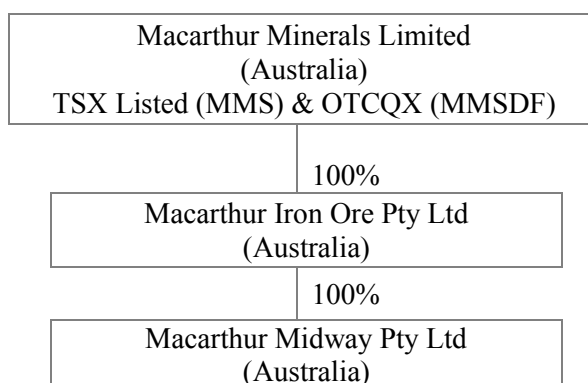 Macarthur Minerals Limited
(Australia)
TSX Listed (MMS) & OTCQX (MMSDF)
100%
Macarthur Iron Ore Pty Ltd
(Australia)
100%
Macarthur Midway Pty Ltd
(Australia)